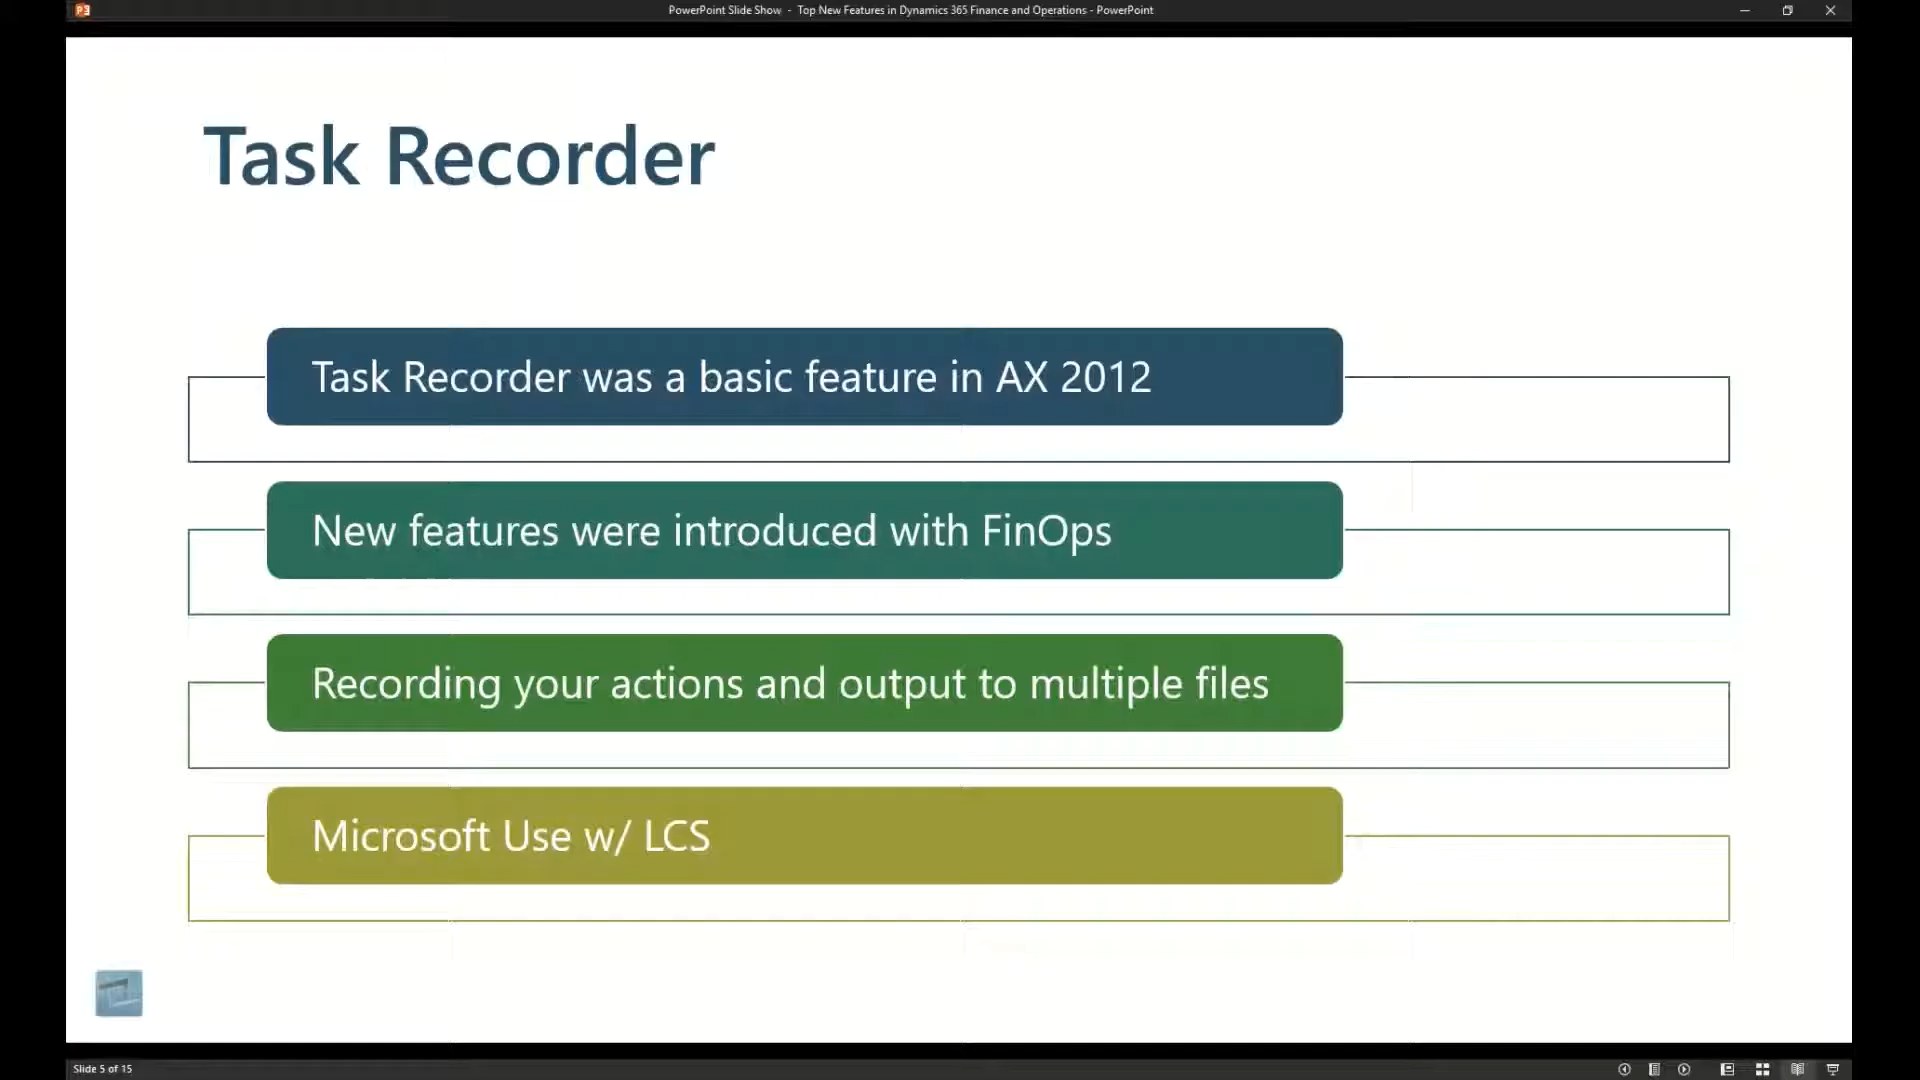 PowerPoint Slide Show - Top New Features in Dynamics 365 Finance and Operations - PowerPoint
Task Recorder
Task Recorder was a basic feature in AX 2012
New features were introduced with FinOps
Recording your actions and output to multiple files
Microsoft Use w/ LCS
Slide 5 of 15